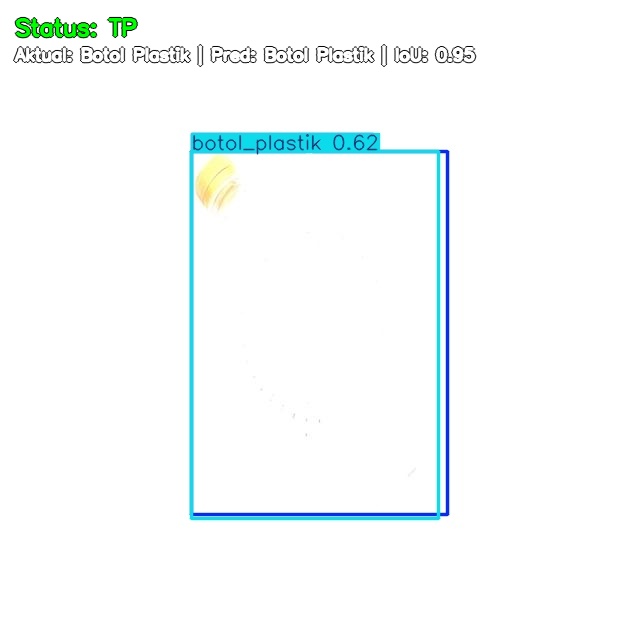 Status: TP
Aktual: Botol Plastik | Pred: Botol Plastik | IoU: 0.95
botol_plastik 0.62